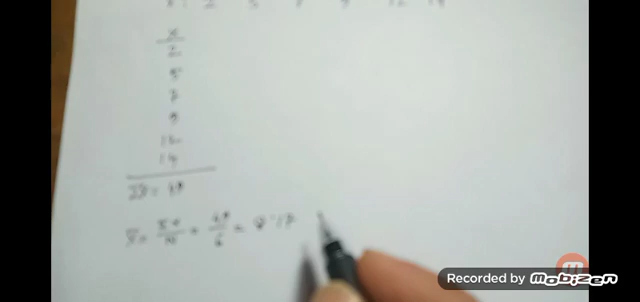 x
2
5
7
9
12
14
Σx = 49
x̄ = Σx/N = 49/6 = 8.17
Recorded by MOBIZEN